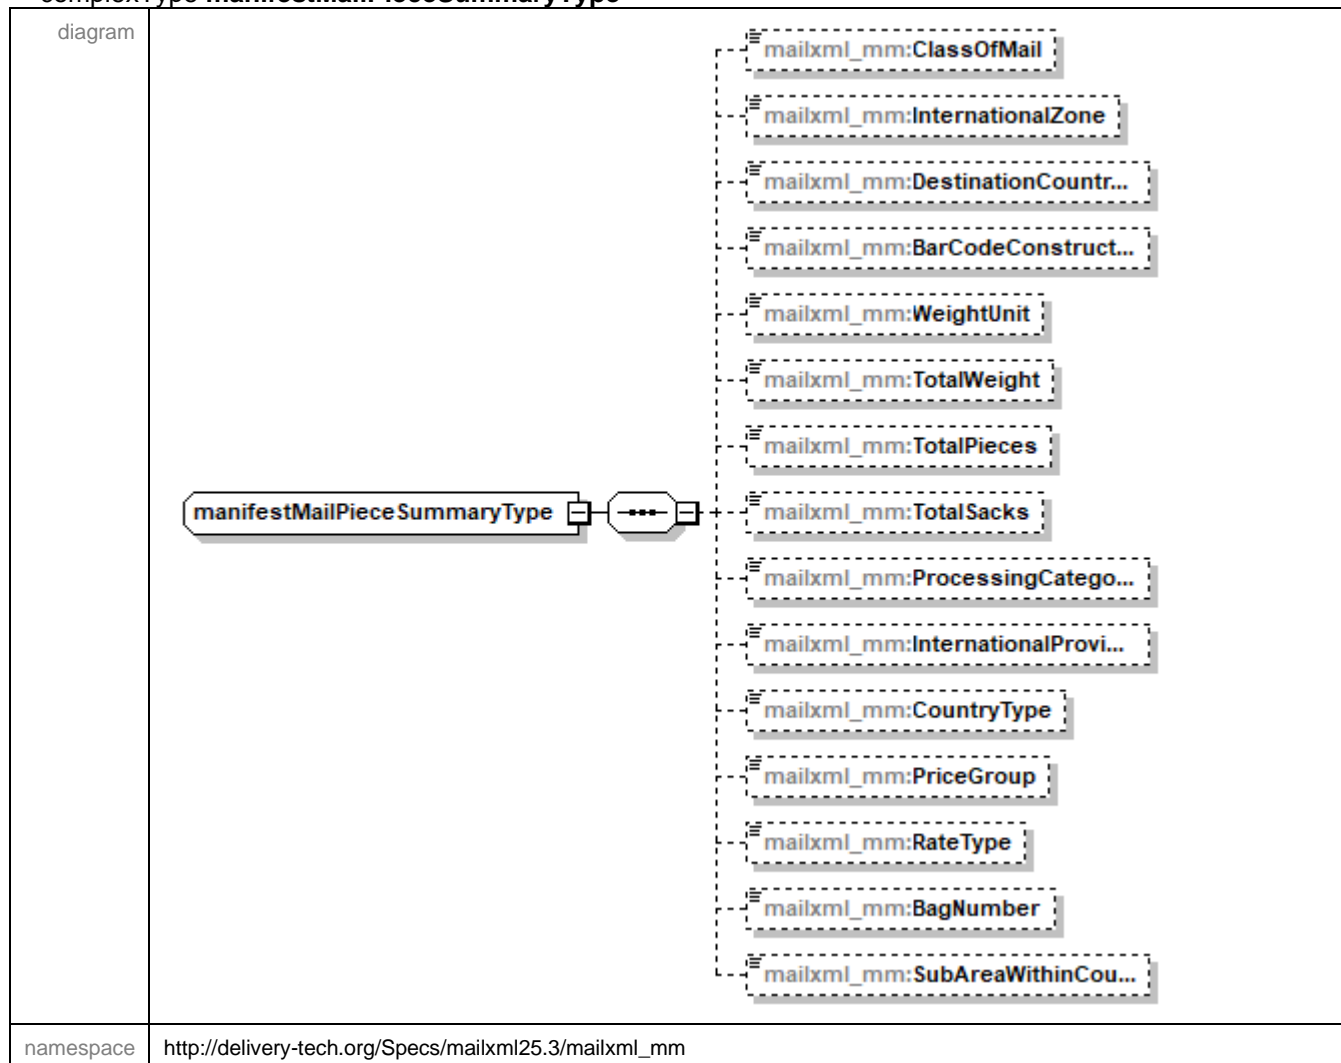 complexType manifestMailPieceSummaryType
diagram
mailxml_mm:ClassOfMail
mailxml_mm:InternationalZone
mailxml_mm:DestinationCountr...
mailxml_mm:BarCodeConstruct...
mailxml_mm:WeightUnit
mailxml_mm:TotalWeight
mailxml_mm:TotalPieces
manifestMailPieceSummaryType
mailxml_mm:TotalSacks
mailxml_mm:ProcessingCatego...
mailxml_mm:InternationalProvi...
mailxml_mm:CountryType
mailxml_mm:PriceGroup
mailxml_mm:RateType
mailxml_mm:BagNumber
mailxml_mm:SubAreaWithinCou...
namespace http://delivery-tech.org/Specs/mailxml25.3/mailxml_mm